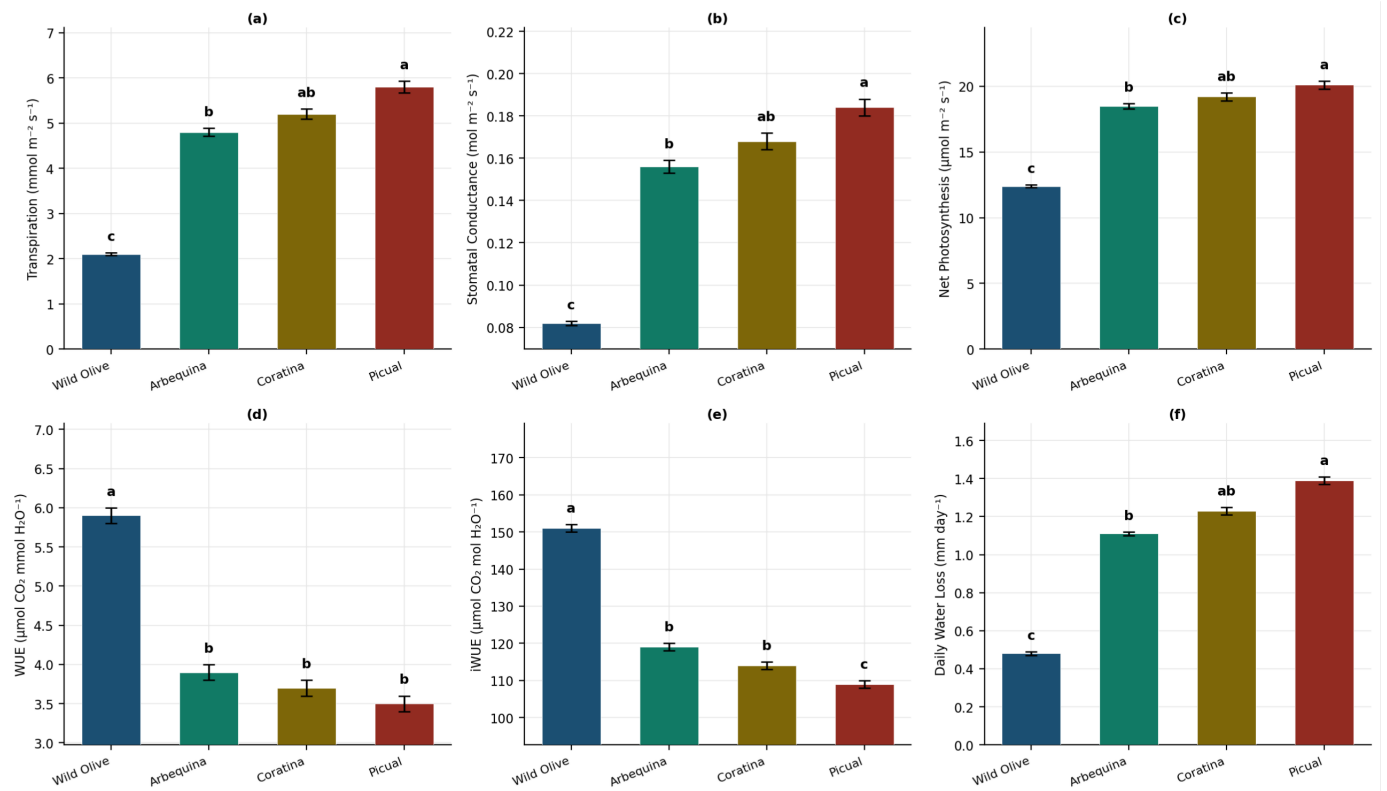 (a)
Transpiration (mmol m⁻² s⁻¹)
7
6
5
4
3
2
1
0
c
b
ab
a
Wild Olive
Arbequina
Coratina
Picual
(b)
Stomatal Conductance (mol m⁻² s⁻¹)
0.22
0.20
0.18
0.16
0.14
0.12
0.10
0.08
c
b
ab
a
Wild Olive
Arbequina
Coratina
Picual
(c)
Net Photosynthesis (μmol m⁻² s⁻¹)
20
15
10
5
0
c
b
ab
a
Wild Olive
Arbequina
Coratina
Picual
(d)
WUE (μmol CO₂ mmol H₂O⁻¹)
7.0
6.5
6.0
5.5
5.0
4.5
4.0
3.5
3.0
a
b
b
b
Wild Olive
Arbequina
Coratina
Picual
(e)
iWUE (μmol CO₂ mol H₂O⁻¹)
170
160
150
140
130
120
110
100
a
b
b
c
Wild Olive
Arbequina
Coratina
Picual
(f)
Daily Water Loss (mm day⁻¹)
1.6
1.4
1.2
1.0
0.8
0.6
0.4
0.2
0.0
c
b
ab
a
Wild Olive
Arbequina
Coratina
Picual